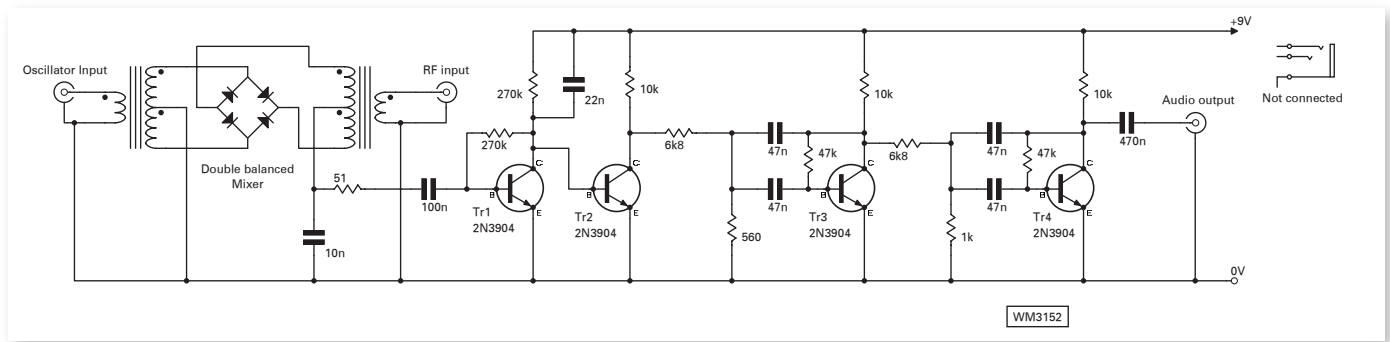 Oscillator Input
RF input
Double balanced
Mixer
51
10n
100n
270k
270k
22n
C
B
E
Tr1
2N3904
10k
C
B
E
Tr2
2N3904
6k8
560
47n
47n
47k
10k
C
B
E
Tr3
2N3904
6k8
1k
47n
47n
47k
10k
C
B
E
Tr4
2N3904
470n
Audio output
+9V
0V
Not connected
WM3152